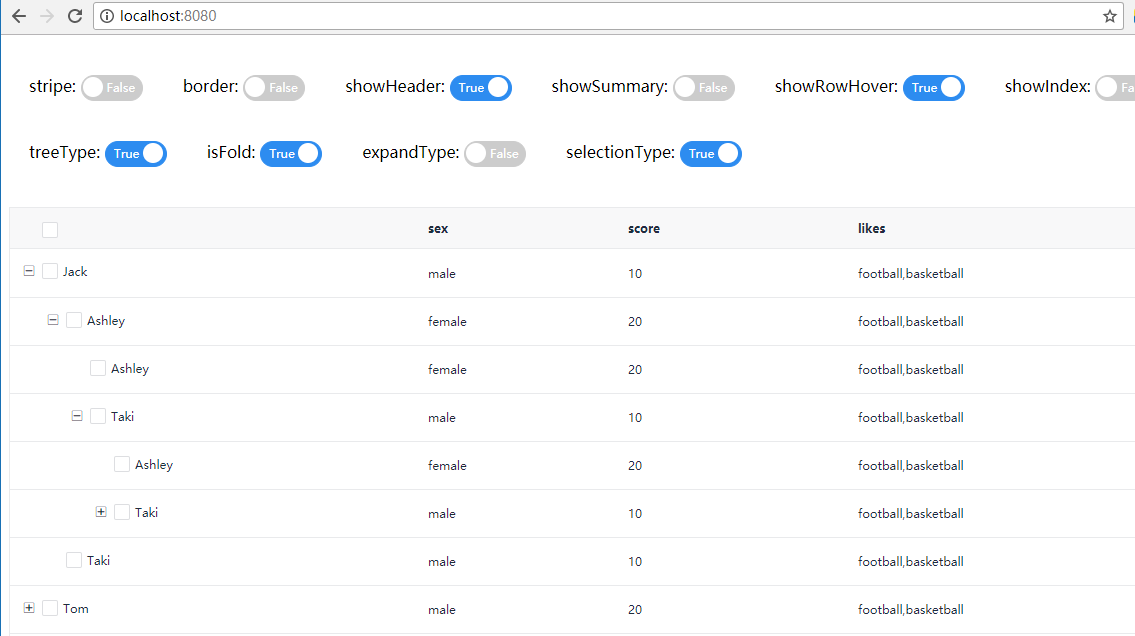 localhost:8080
stripe: False border: False showHeader: True showSummary: False showRowHover: True showIndex: Fa
treeType: True isFold: True expandType: False selectionType: True
sex score likes
Jack male 10 football,basketball
Ashley female 20 football,basketball
Ashley female 20 football,basketball
Taki male 10 football,basketball
Ashley female 20 football,basketball
Taki male 10 football,basketball
Taki male 10 football,basketball
Tom male 20 football,basketball